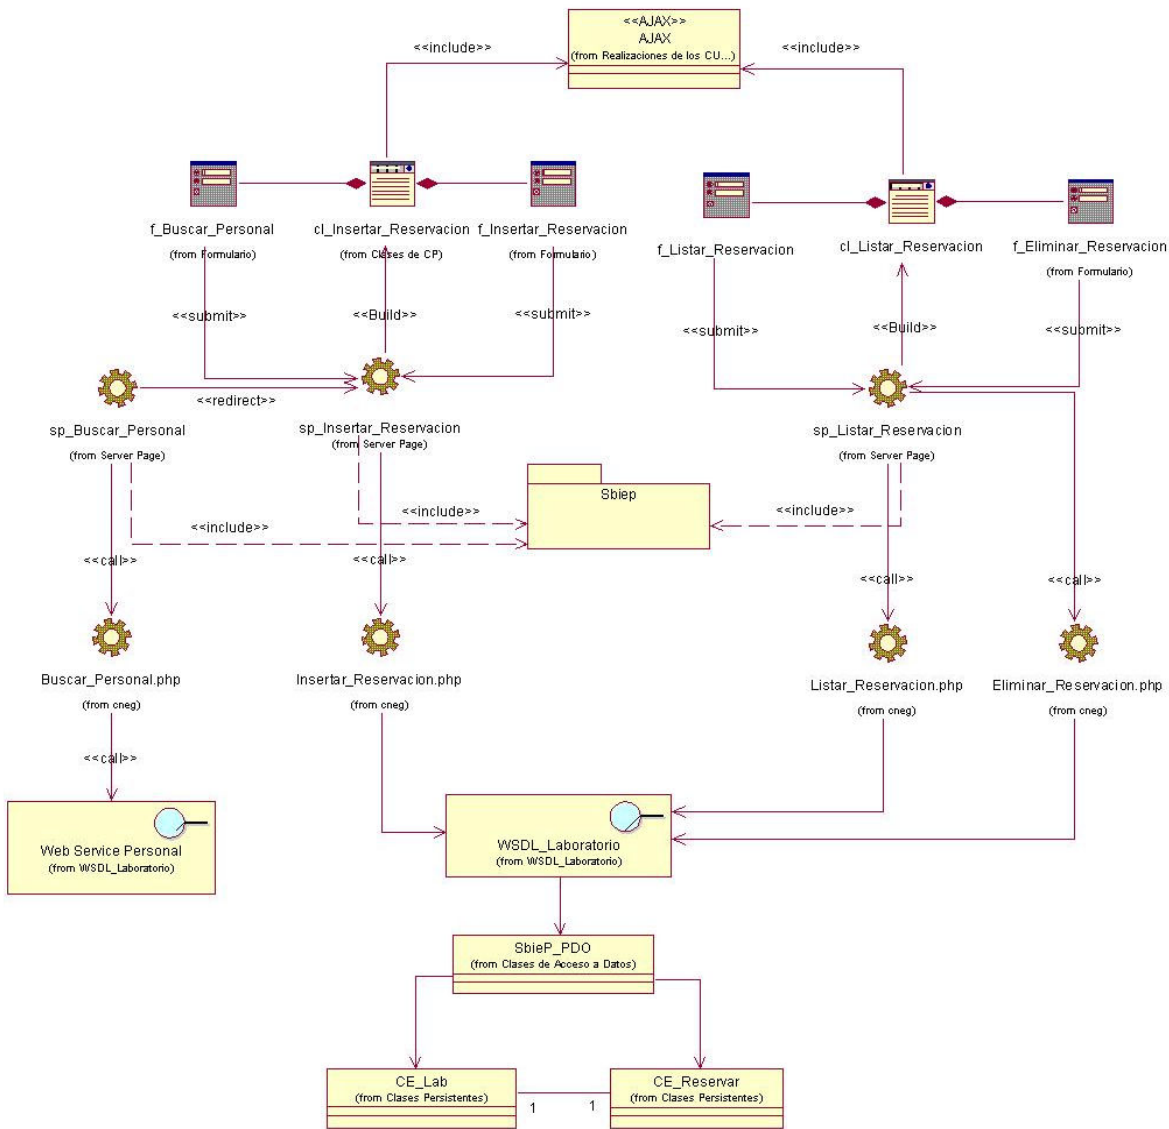 <<AJAX>>
AJAX
(from Realizaciones de los CU...)
<<include>>
<<include>>
f_Buscar_Personal
(from Formulario)
cl_Insertar_Reservacion
(from Clases de CP)
f_Insertar_Reservacion
(from Formulario)
f_Listar_Reservacion
cl_Listar_Reservacion
f_Eliminar_Reservacion
(from Formulario)
<<submit>>
<<Build>>
<<submit>>
<<submit>>
<<Build>>
<<submit>>
<<redirect>>
sp_Buscar_Personal
(from Server Page)
sp_Insertar_Reservacion
(from Server Page)
sp_Listar_Reservacion
(from Server Page)
Sbiep
<<include>>
<<include>>
<<include>>
<<call>>
<<call>>
<<call>>
<<call>>
Buscar_Personal.php
(from cneg)
Insertar_Reservacion.php
(from cneg)
Listar_Reservacion.php
(from cneg)
Eliminar_Reservacion.php
(from cneg)
<<call>>
Web Service Personal
(from WSDL_Laboratorio)
WSDL_Laboratorio
(from WSDL_Laboratorio)
SbieP_PDO
(from Clases de Acceso a Datos)
CE_Lab
(from Clases Persistentes)
CE_Reservar
(from Clases Persistentes)
1
1